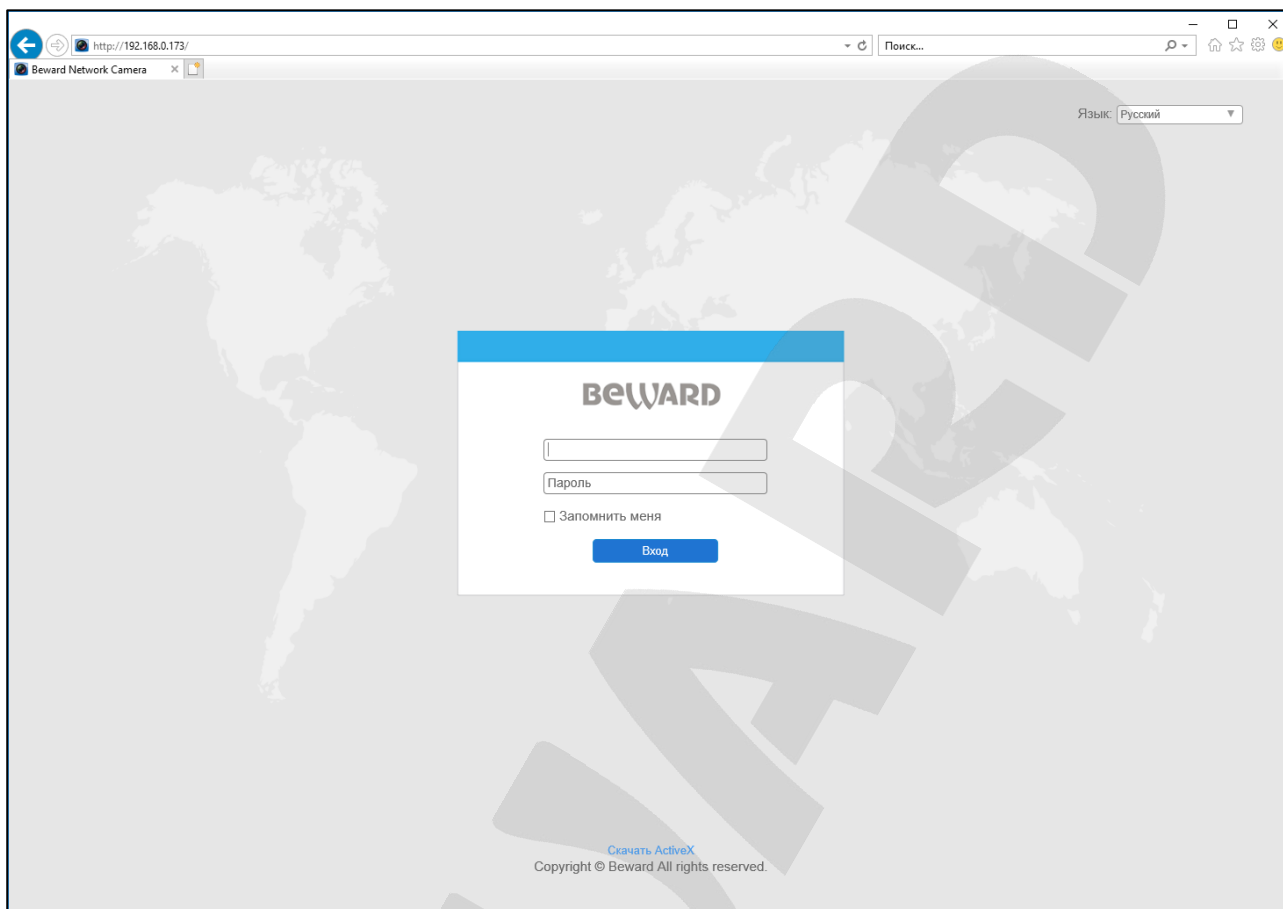 http://192.168.0.173/
Поиск...
Beward Network Camera
Язык: Русский
BEWARD
Пароль
Запомнить меня
Вход
Скачать ActiveX
Copyright © Beward All rights reserved.
WARD